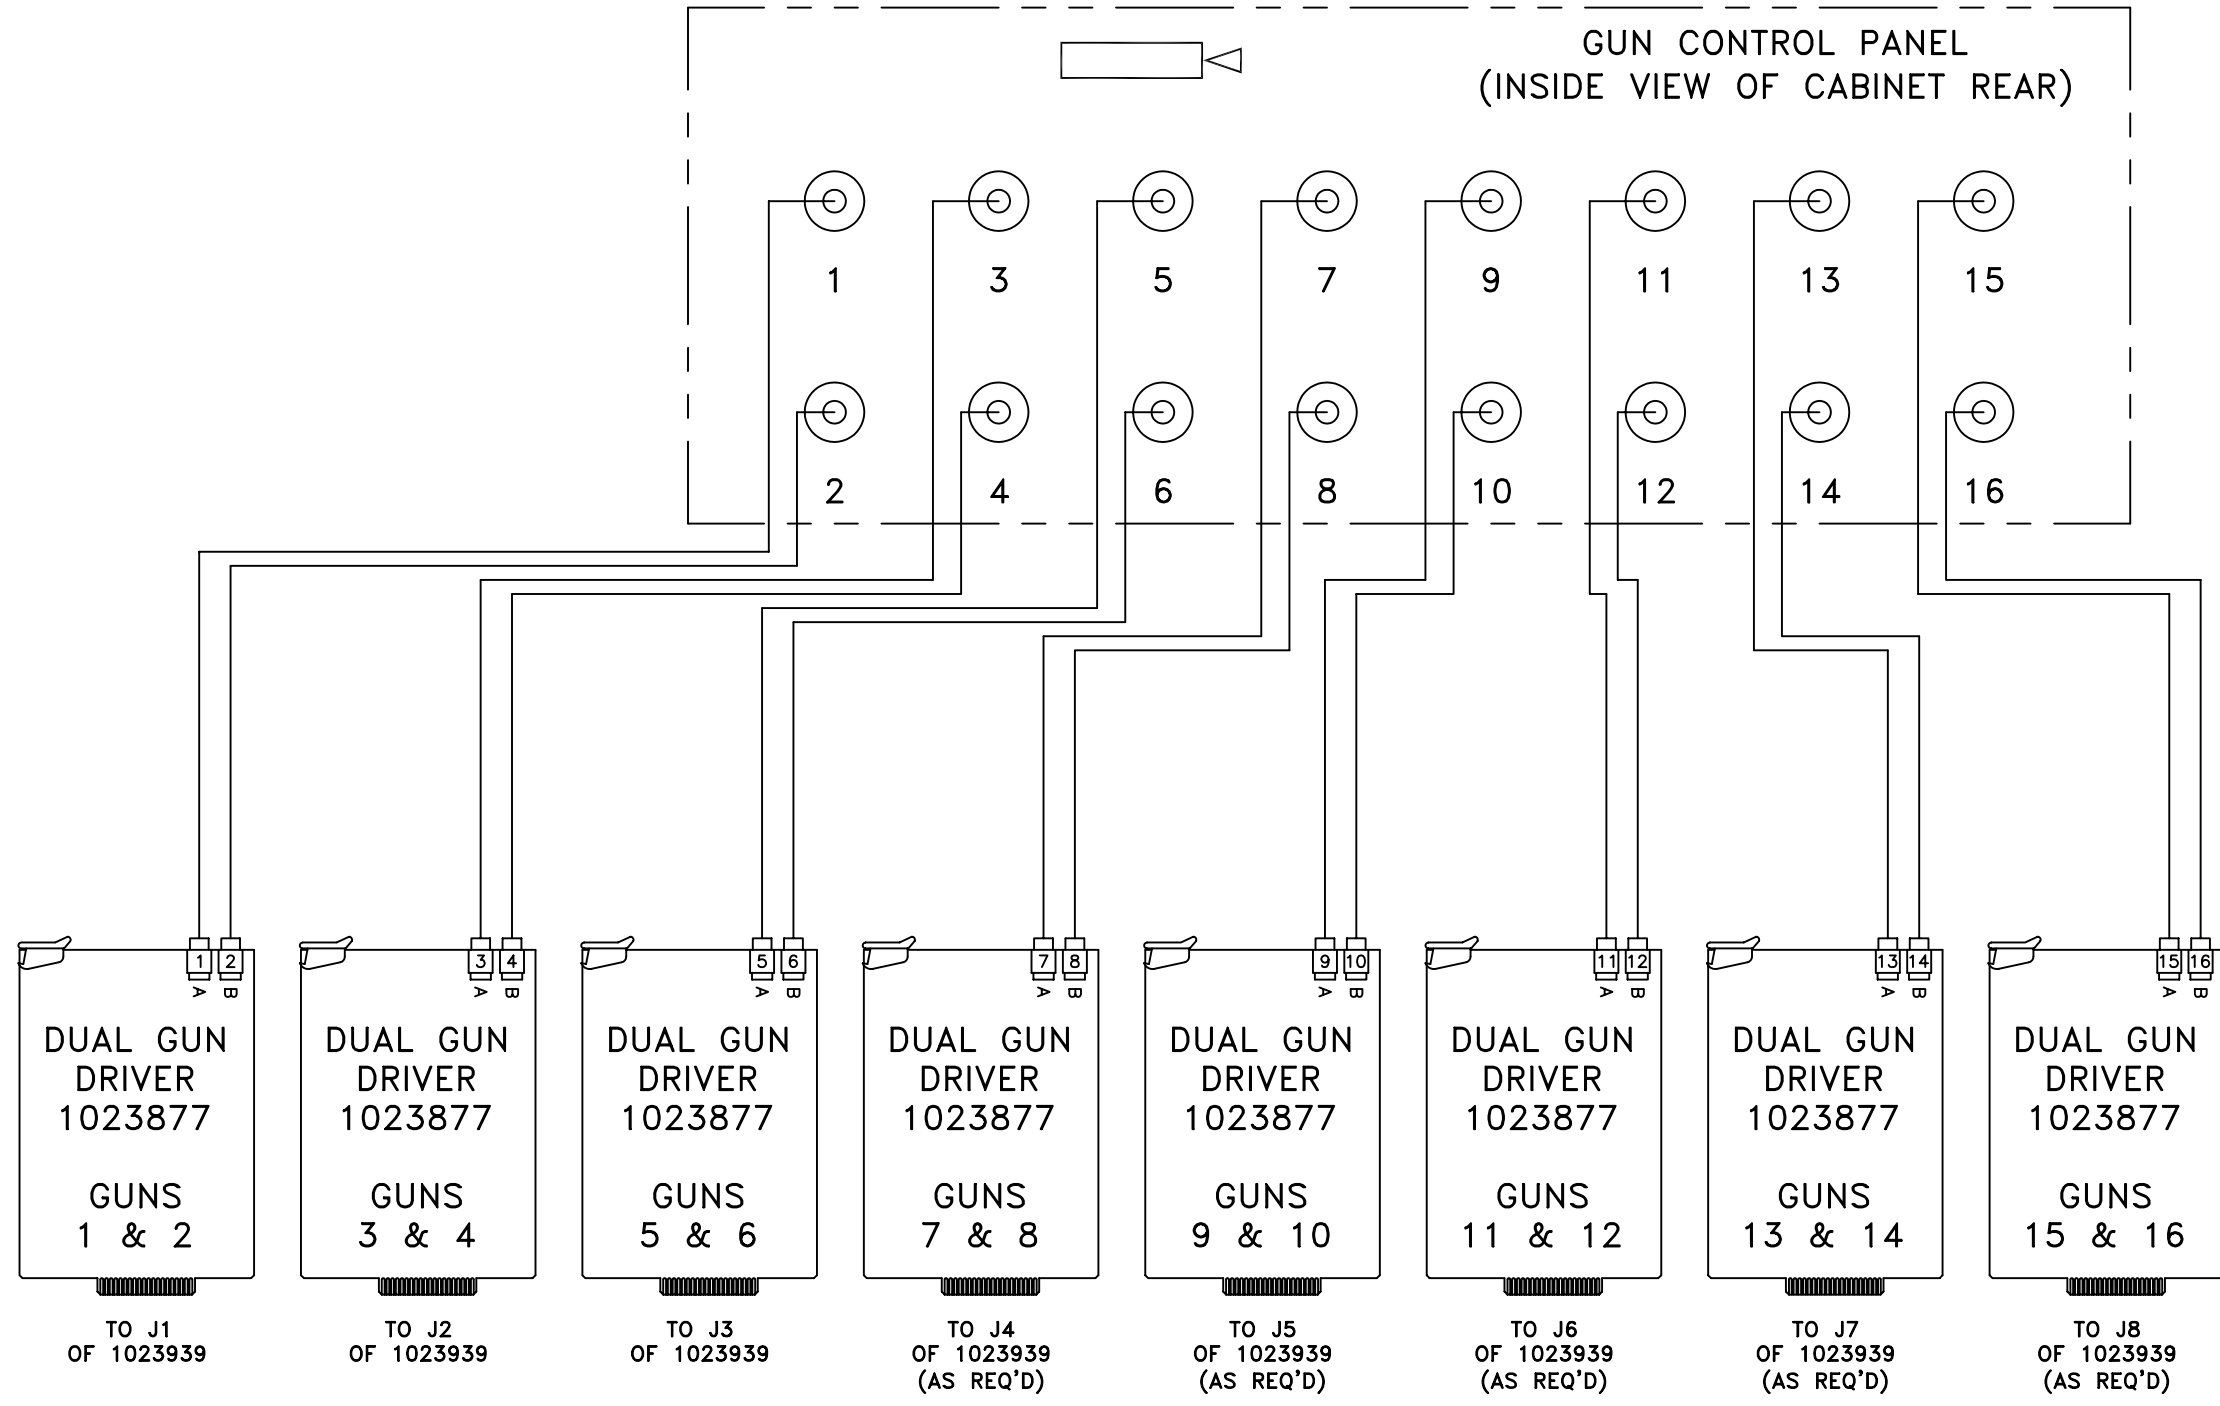 GUN CONTROL PANEL
(INSIDE VIEW OF CABINET REAR)
1 3 5 7 9 11 13 15
2 4 6 8 10 12 14 16
1 2 3 4 5 6 7 8 9 10 11 12 13 14 15 16
A B A B A B A B A B A B A B A B
DUAL GUN
DRIVER
1023877
GUNS
1 & 2
TO J1
OF 1023939
DUAL GUN
DRIVER
1023877
GUNS
3 & 4
TO J2
OF 1023939
DUAL GUN
DRIVER
1023877
GUNS
5 & 6
TO J3
OF 1023939
DUAL GUN
DRIVER
1023877
GUNS
7 & 8
TO J4
OF 1023939
(AS REQ'D)
DUAL GUN
DRIVER
1023877
GUNS
9 & 10
TO J5
OF 1023939
(AS REQ'D)
DUAL GUN
DRIVER
1023877
GUNS
11 & 12
TO J6
OF 1023939
(AS REQ'D)
DUAL GUN
DRIVER
1023877
GUNS
13 & 14
TO J7
OF 1023939
(AS REQ'D)
DUAL GUN
DRIVER
1023877
GUNS
15 & 16
TO J8
OF 1023939
(AS REQ'D)